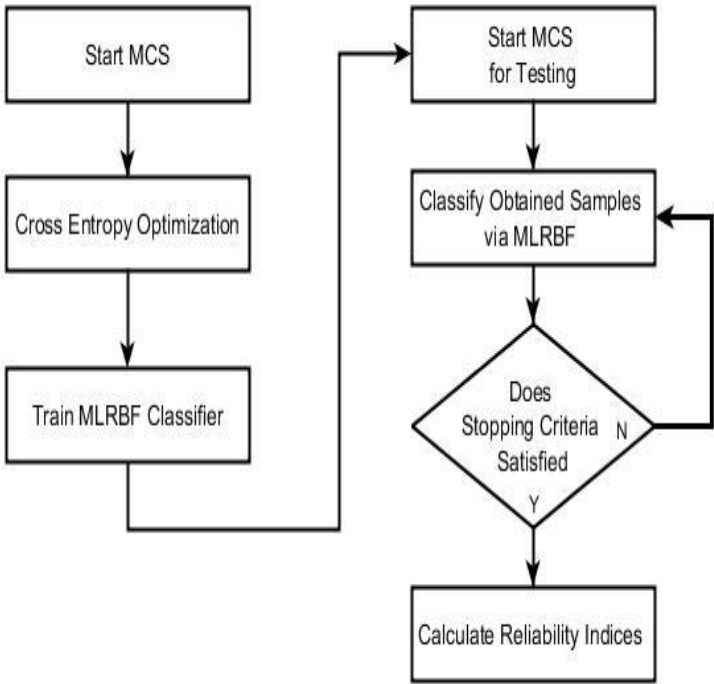 Start MCS
Cross Entropy Optimization
Train MLRBF Classifier
Start MCS
for Testing
Classify Obtained Samples
via MLRBF
Does
Stopping Criteria
Satisfied
N
Y
Calculate Reliability Indices